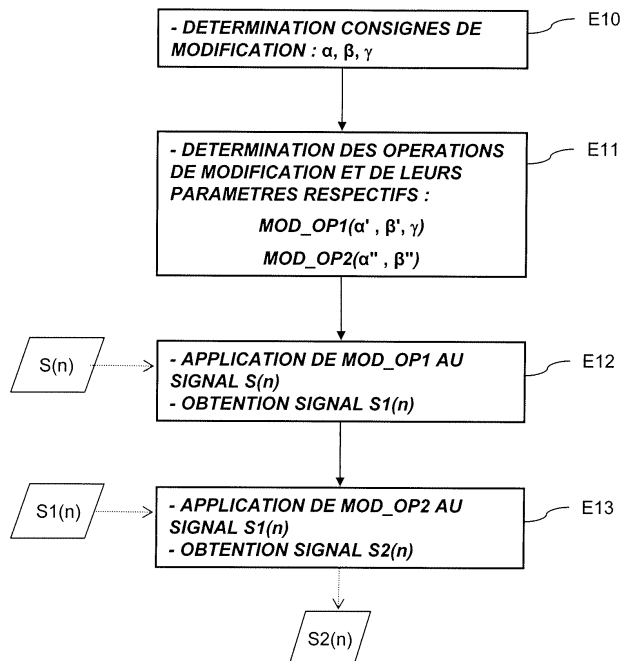 - DETERMINATION CONSIGNES DE
MODIFICATION : α, β, γ
E10
- DETERMINATION DES OPERATIONS
DE MODIFICATION ET DE LEURS
PARAMETRES RESPECTIFS :
MOD_OP1(α' , β', γ)
MOD_OP2(α'' , β'')
E11
S(n)
- APPLICATION DE MOD_OP1 AU
SIGNAL S(n)
- OBTENTION SIGNAL S1(n)
E12
S1(n)
- APPLICATION DE MOD_OP2 AU
SIGNAL S1(n)
- OBTENTION SIGNAL S2(n)
E13
S2(n)